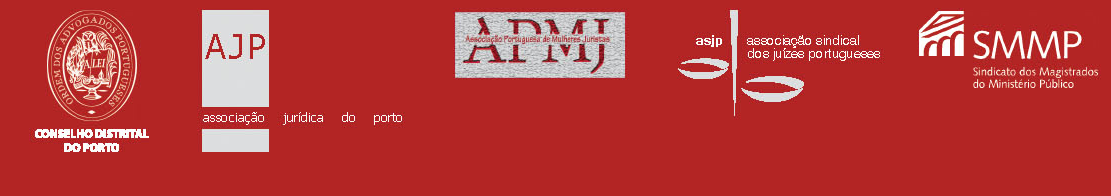 ORDEM DOS ADVOGADOS PORTUGUESES
LEI
CONSELHO DISTRITAL
DO PORTO
AJP
associação jurídica do porto
APMJ
Associação Portuguesa de Mulheres Juristas
asjp
associação sindical
dos juízes portugueses
SMMP
Sindicato dos Magistrados
do Ministério Público